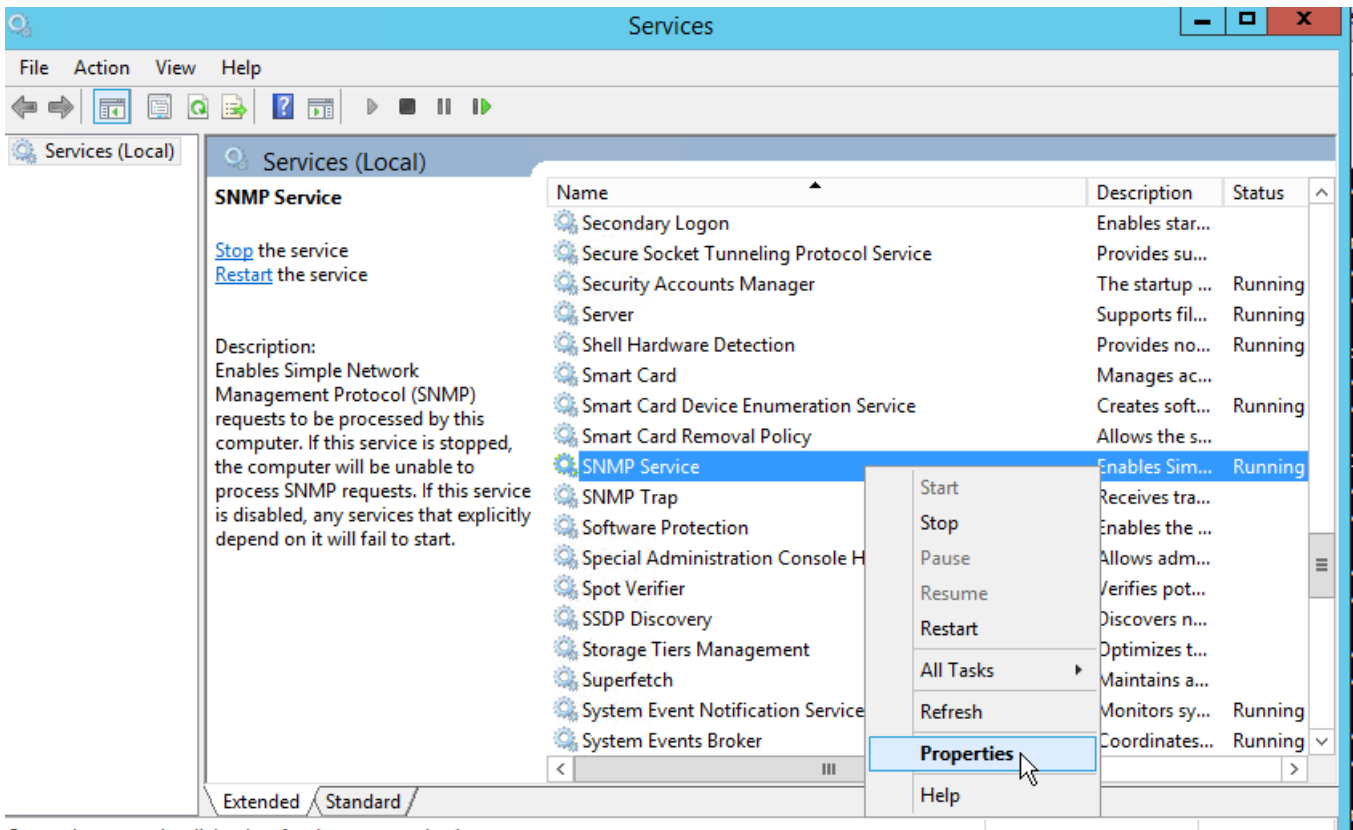 Services
File Action View Help
Services (Local)
Services (Local)
SNMP Service
Stop the service
Restart the service
Description:
Enables Simple Network
Management Protocol (SNMP)
requests to be processed by this
computer. If this service is stopped,
the computer will be unable to
process SNMP requests. If this service
is disabled, any services that explicitly
depend on it will fail to start.
Name Description Status
Secondary Logon Enables star...
Secure Socket Tunneling Protocol Service Provides su...
Security Accounts Manager The startup ... Running
Server Supports fil... Running
Shell Hardware Detection Provides no... Running
Smart Card Manages ac...
Smart Card Device Enumeration Service Creates soft... Running
Smart Card Removal Policy Allows the s...
SNMP Service Enables Sim... Running
SNMP Trap Receives tra...
Software Protection Enables the ...
Special Administration Console H Allows adm...
Spot Verifier Verifies pot...
SSDP Discovery Discovers n...
Storage Tiers Management Optimizes t...
Superfetch Maintains a...
System Event Notification Service Monitors sy... Running
System Events Broker Coordinates... Running
Start
Stop
Pause
Resume
Restart
All Tasks
Refresh
Properties
Help
Extended Standard